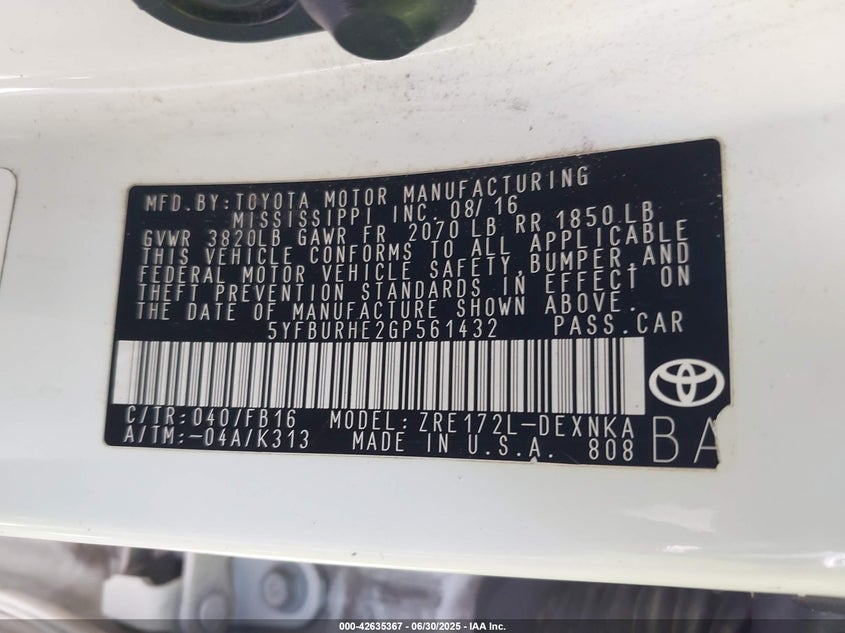 MFD. BY: TOYOTA MOTOR MANUFACTURING
MISSISSIPPI INC. 08/16
GVWR 3820LB GAWR FR 2070 LB RR 1850 LB
THIS VEHICLE CONFORMS TO ALL APPLICABLE
FEDERAL MOTOR VEHICLE SAFETY, BUMPER, AND
THEFT PREVENTION STANDARDS IN EFFECT ON
THE DATE OF MANUFACTURE SHOWN ABOVE.
5YFBURHE2GP561432 PASS.CAR
C/TR: 040/FB16 MODEL: ZRE172L-DEXNKA
A/TM: -04A/K313 MADE IN U.S.A. 808
BA
000-42635367 - 06/30/2025 - IAA Inc.